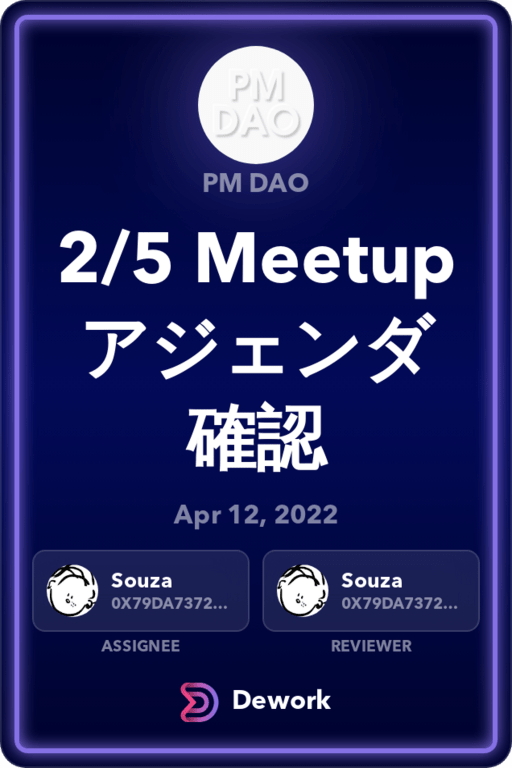 PM
DAO
PM DAO
2/5 Meetup
アジェンダ
確認
Apr 12, 2022
Souza
0X79DA7372...
ASSIGNEE
Souza
0X79DA7372...
REVIEWER
Dework